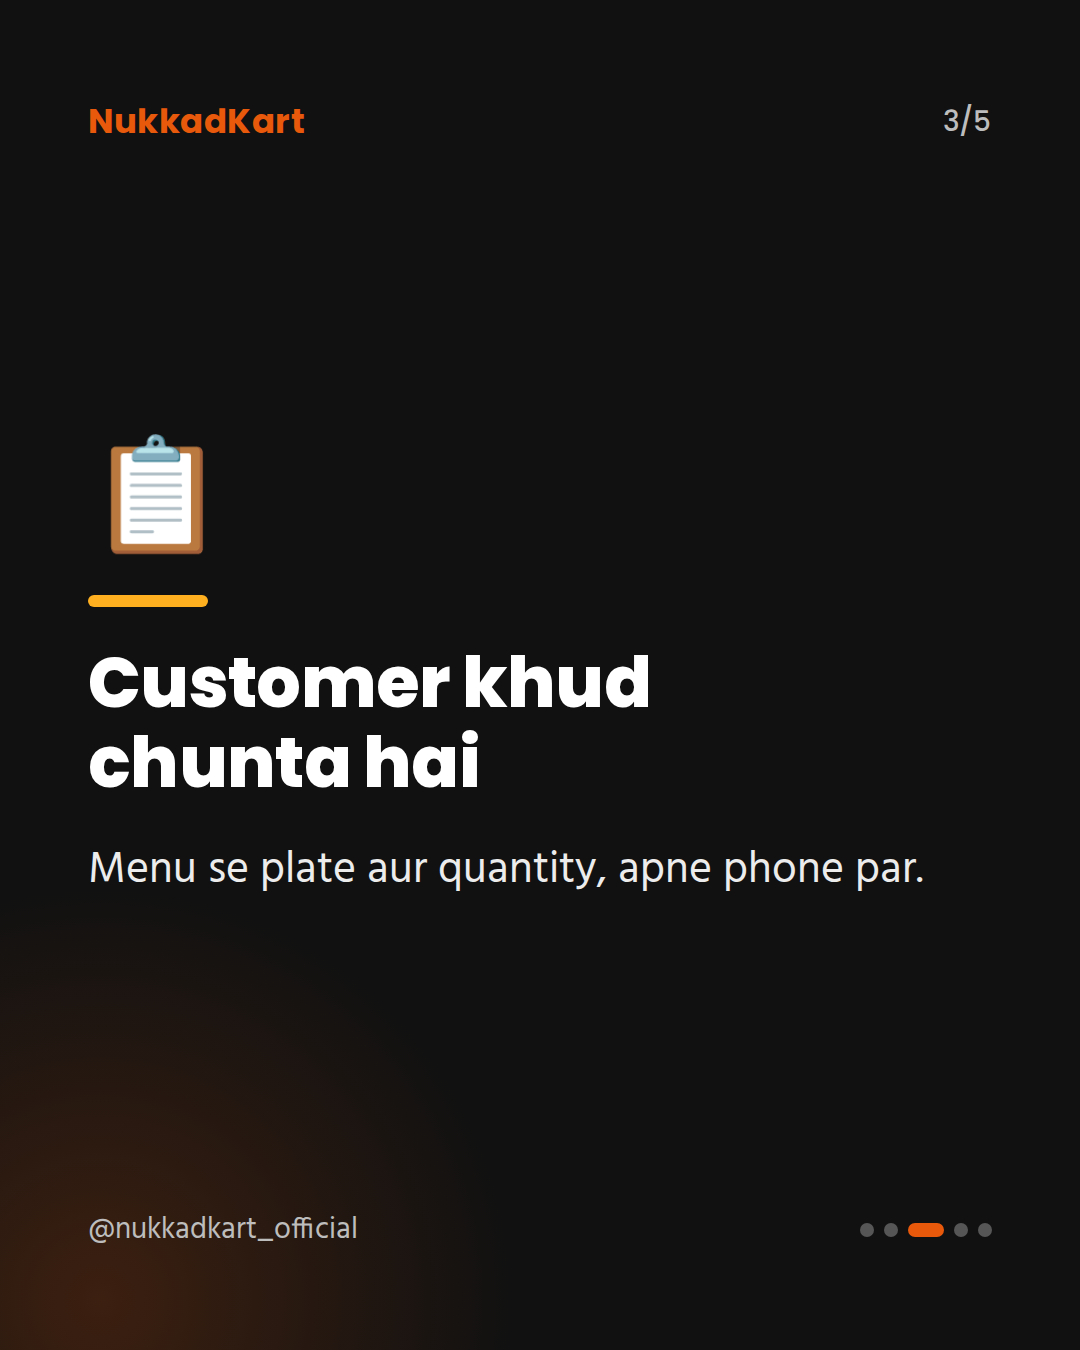 NukkadKart
3/5
Customer khud
chunta hai
Menu se plate aur quantity, apne phone par.
@nukkadkart_official